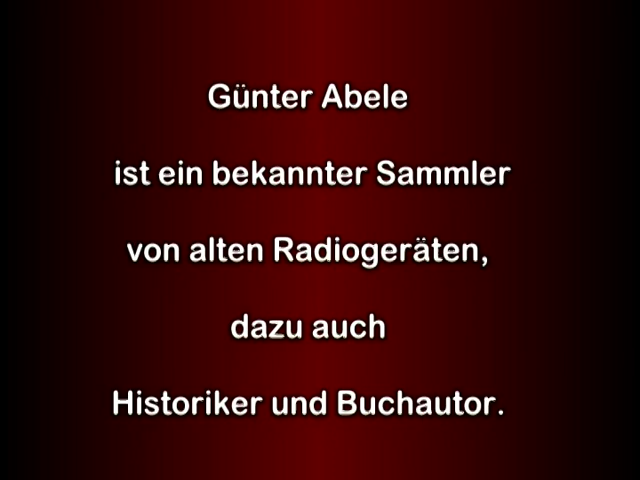 Günter Abele
ist ein bekannter Sammler
von alten Radiogeräten,
dazu auch
Historiker und Buchautor.